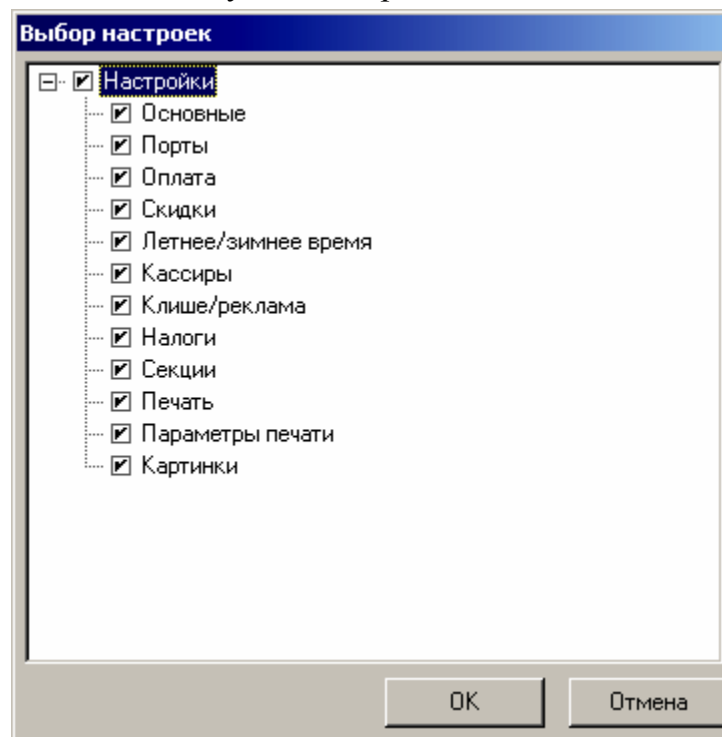 Выбор настроек
Настройки
Основные
Порты
Оплата
Скидки
Летнее/зимнее время
Кассиры
Клише/реклама
Налоги
Секции
Печать
Параметры печати
Картинки
OK Отмена